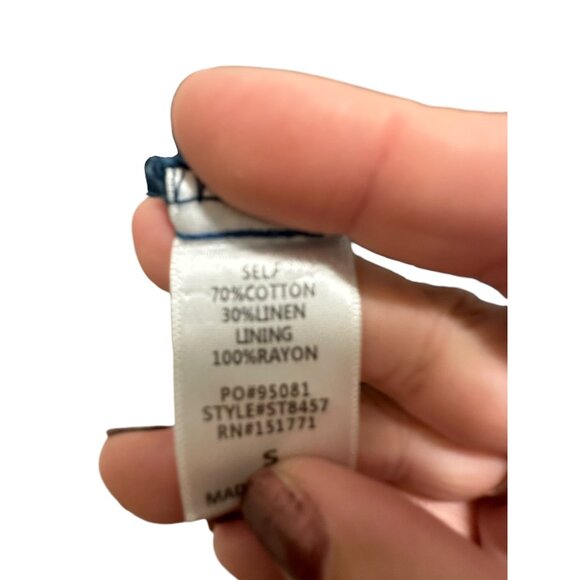 SELF
70%COTTON
30%LINEN
LINING
100%RAYON
PO#95081
STYLE#ST8457
RN#151771
S